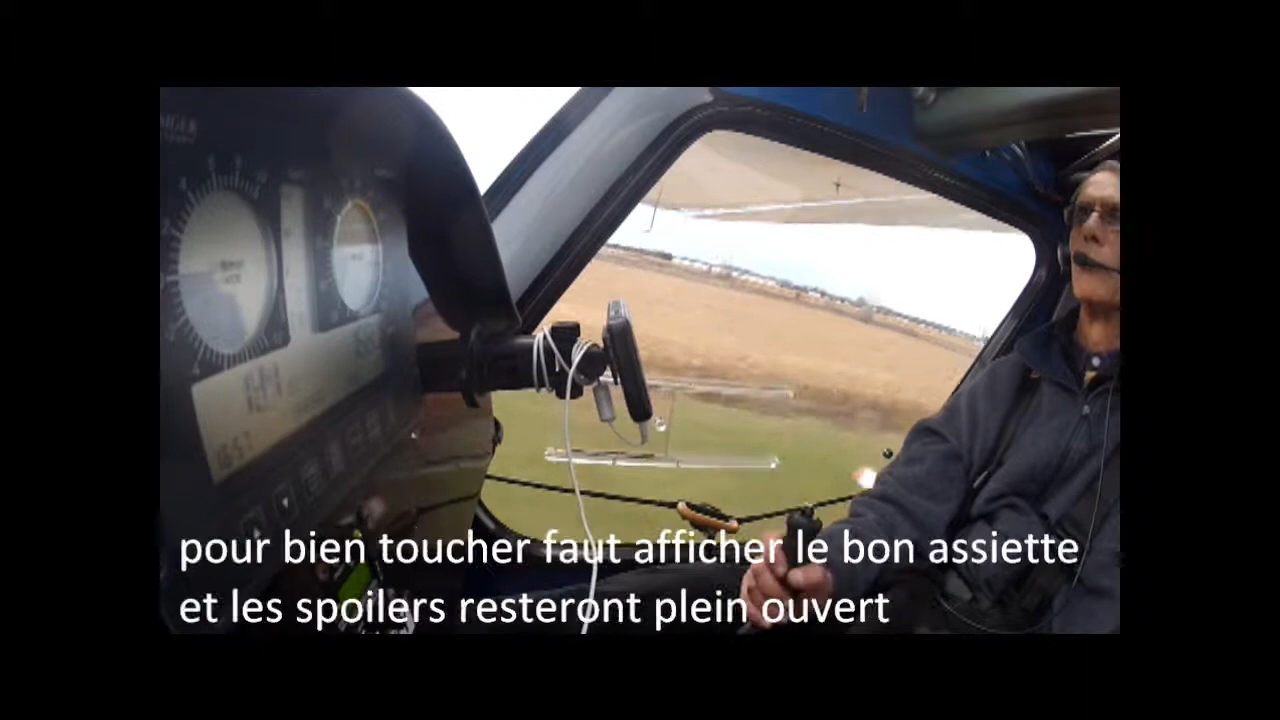 pour bien toucher faut afficher le bon assiette
et les spoilers resteront plein ouvert